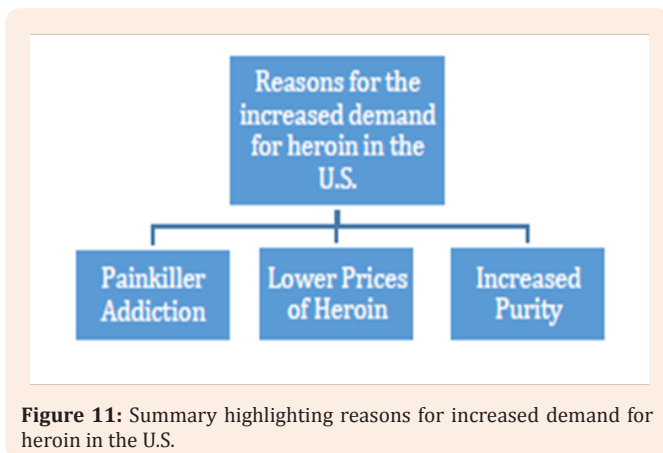 Reasons for the
increased demand
for heroin in the
U.S.
Painkiller
Addiction
Lower Prices
of Heroin
Increased
Purity
Figure 11: Summary highlighting reasons for increased demand for
heroin in the U.S.